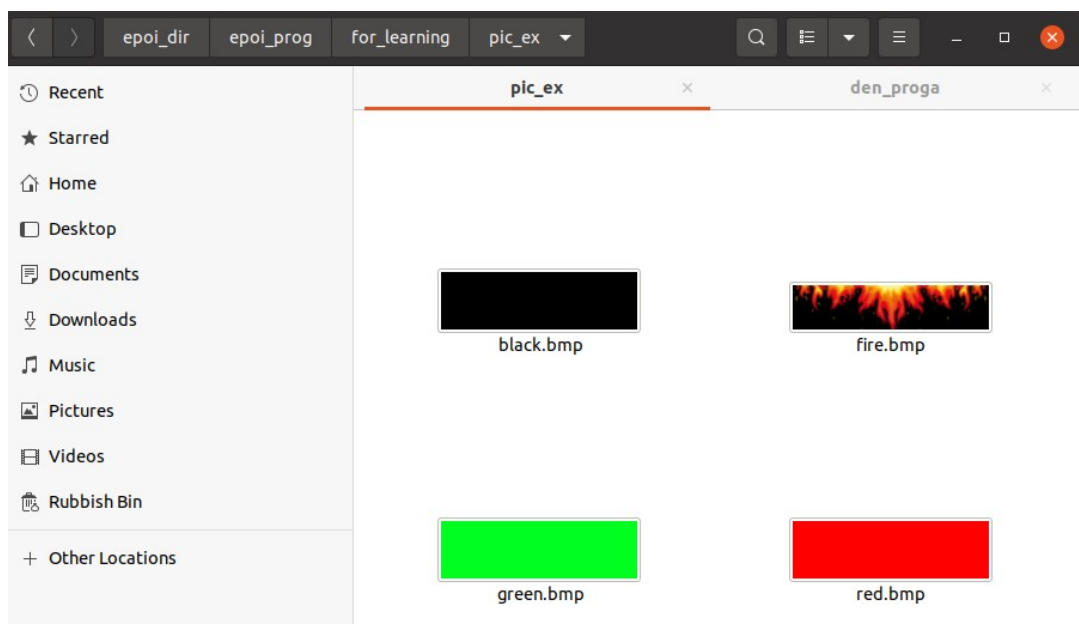 epoi_dir epoi_prog for_learning pic_ex
pic_ex den_proga
Recent
Starred
Home
Desktop
Documents
Downloads
Music
Pictures
Videos
Rubbish Bin
Other Locations
black.bmp fire.bmp
green.bmp red.bmp